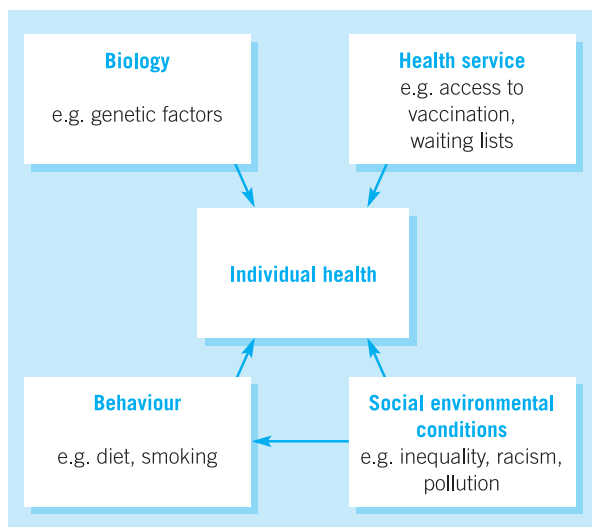 Biology
e.g. genetic factors
Health service
e.g. access to
vaccination,
waiting lists
Individual health
Behaviour
e.g. diet, smoking
Social environmental
conditions
e.g. inequality, racism,
pollution